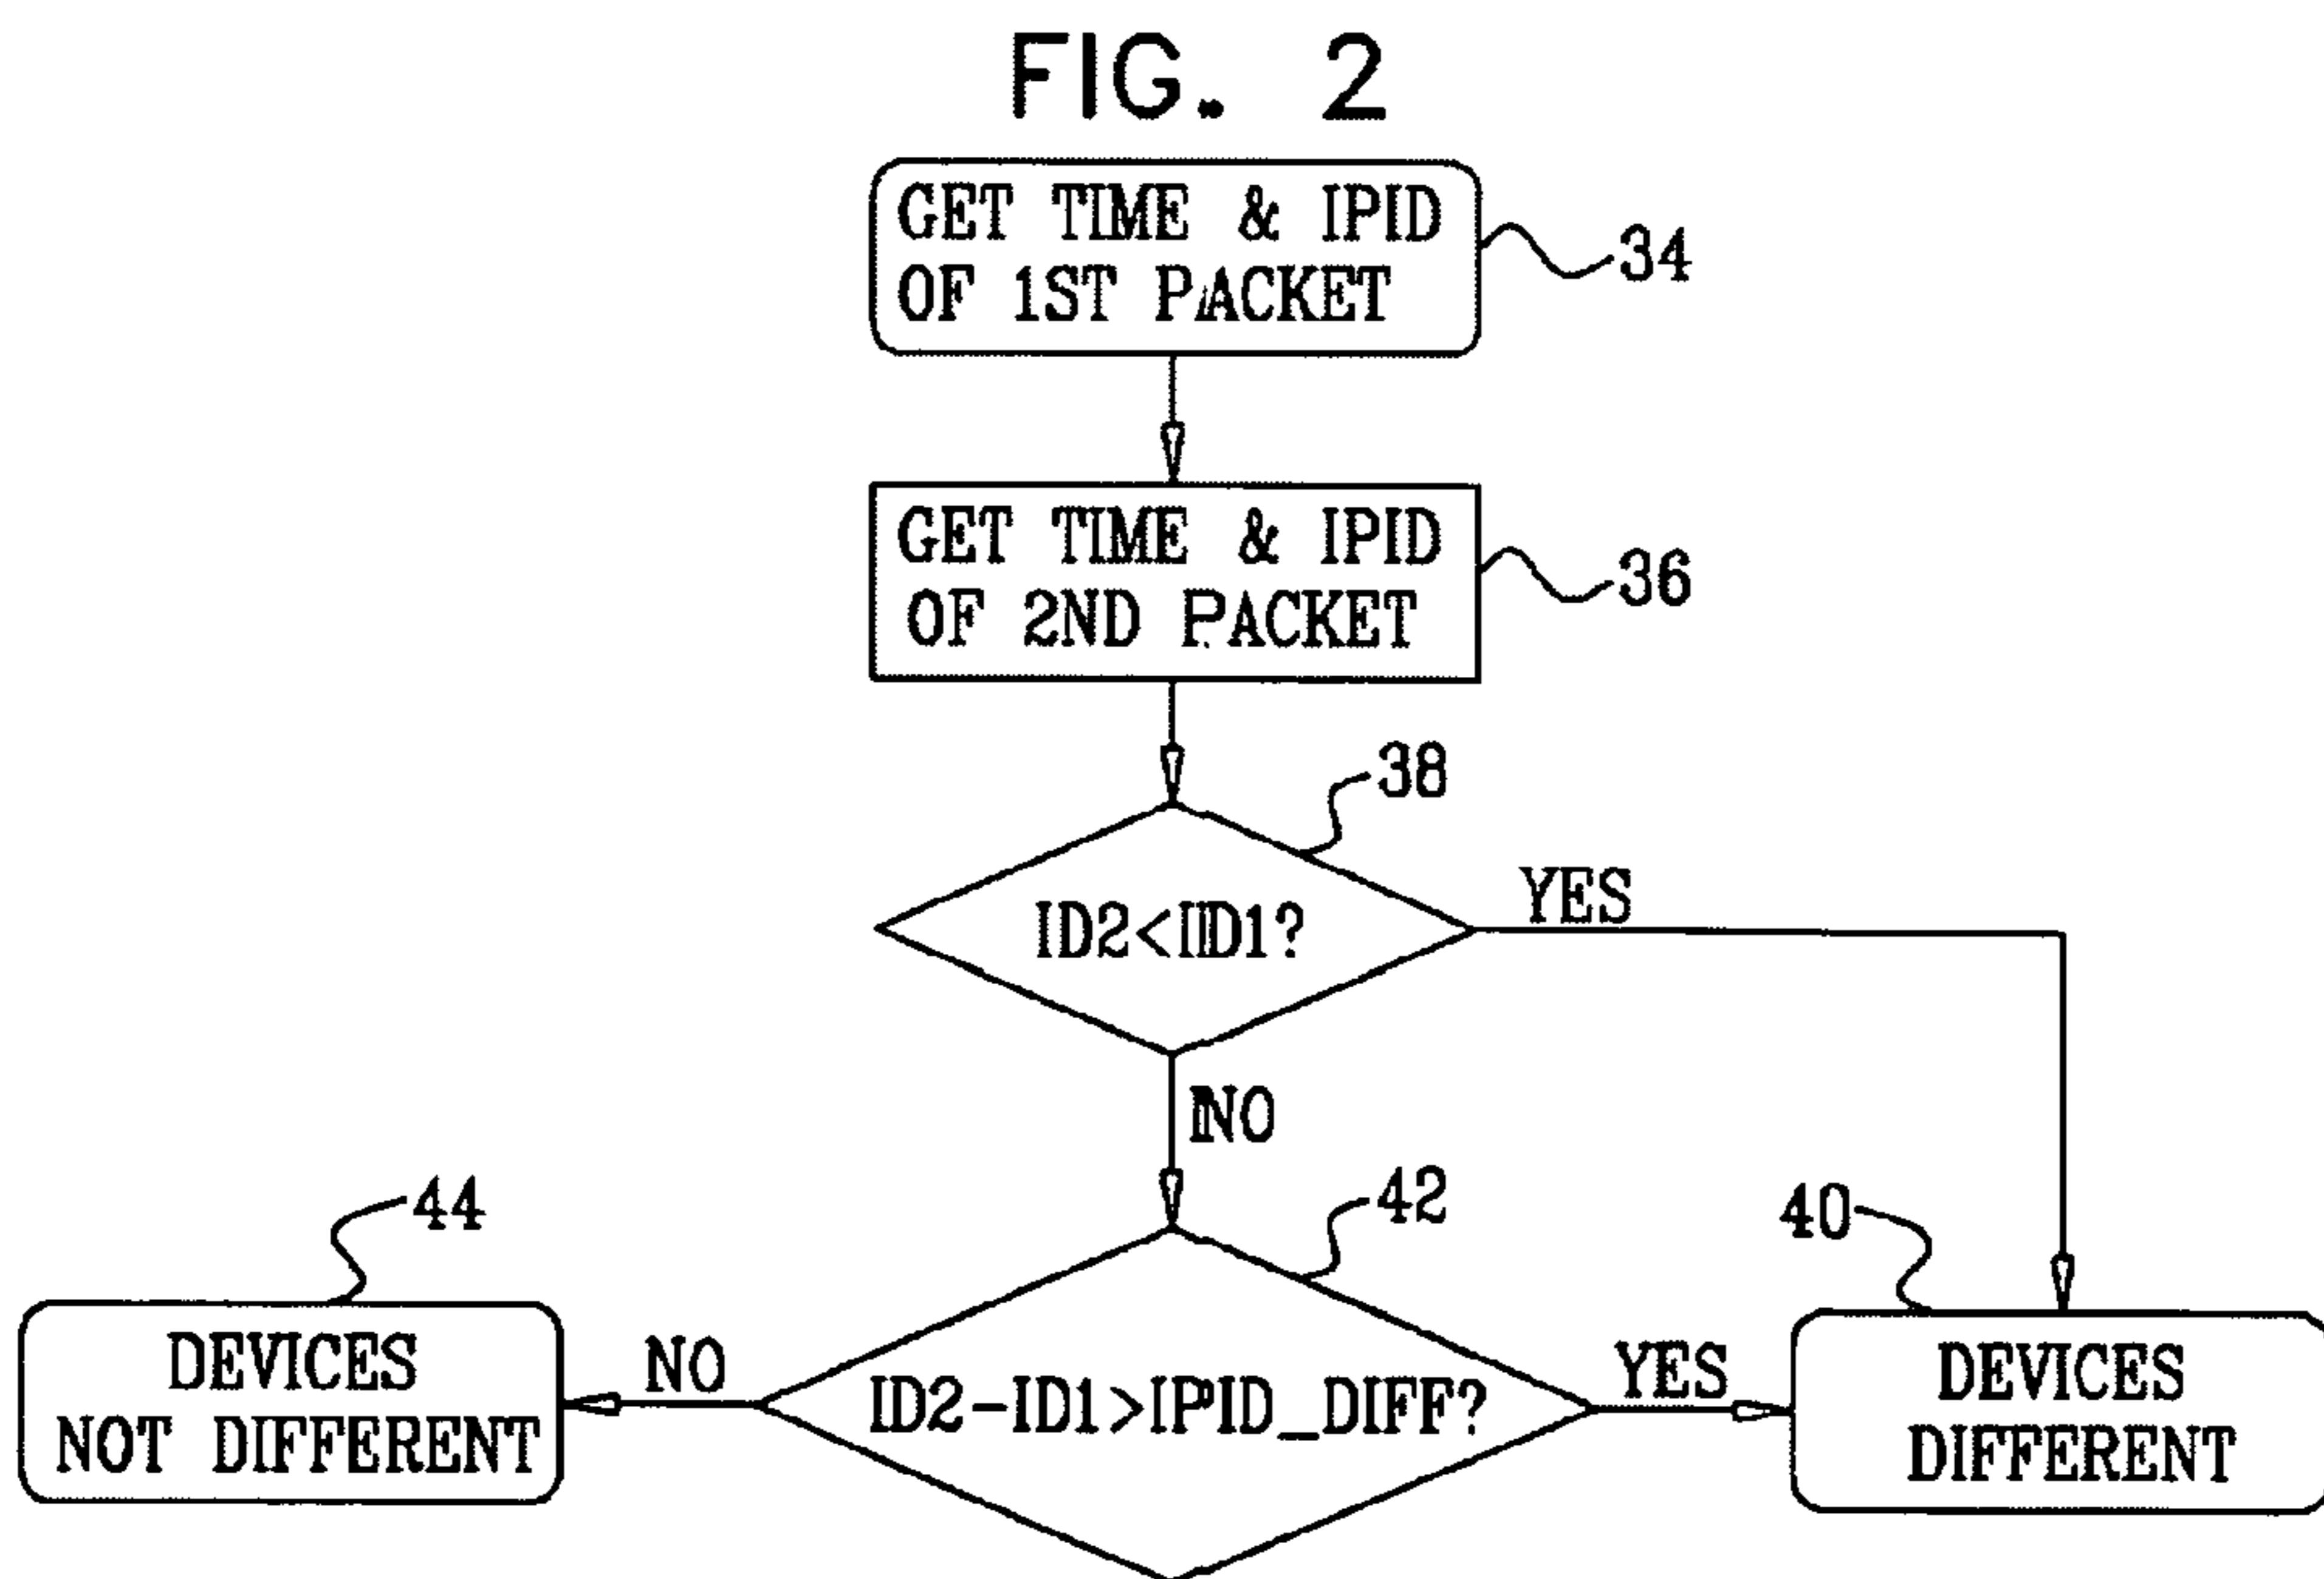 FIG. 2
GET TIME & IPID
OF 1ST PACKET
34
GET TIME & IPID
OF 2ND PACKET
36
38
ID2<ID1?
YES
NO
44
42
40
DEVICES
NOT DIFFERENT
NO
ID2-ID1>IPID_DIFF?
YES
DEVICES
DIFFERENT